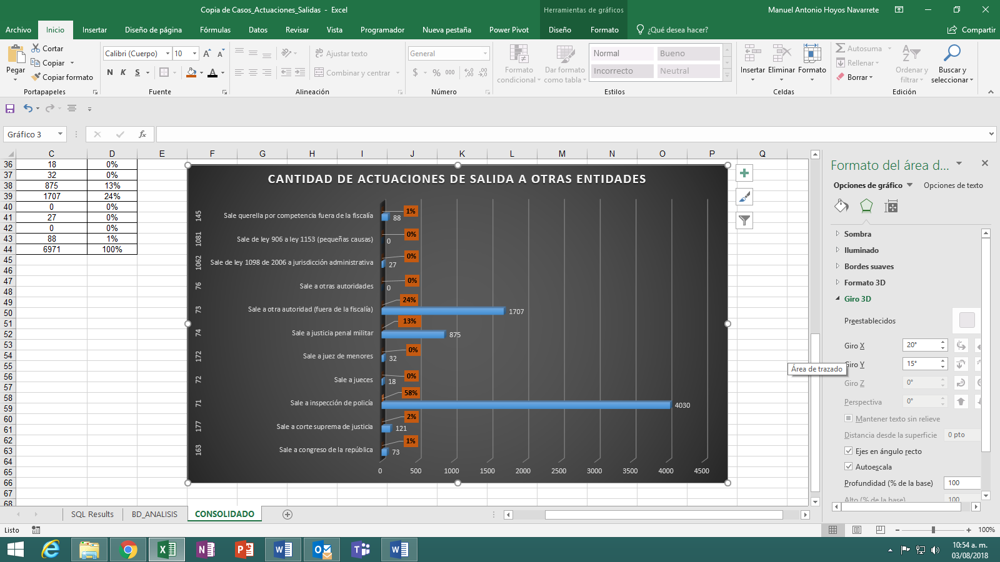 Copia de Casos_Actuaciones_Salidas - Excel
Herramientas de gráficos
Manuel Antonio Hoyos Navarrete
Archivo Inicio Insertar Diseño de página Fórmulas Datos Revisar Vista Programador Nueva pestaña Power Pivot Diseño Formato ¿Qué desea hacer? Compartir
Pegar
Cortar
Copiar
Copiar formato
Portapapeles
Calibri (Cuerpo) 10
N K S
Fuente
Ajustar texto
Combinar y centrar
Alineación
General
$ % 000
Número
Formato condicional
Dar formato como tabla
Normal Bueno
Incorrecto Neutral
Estilos
Insertar Eliminar Formato
Celdas
Autosuma
Rellenar
Borrar
Ordenar y filtrar
Buscar y seleccionar
Edición
Gráfico 3
fx
C D E F G H I J K L M N O P Q
36 18 0%
37 32 0%
38 875 13%
39 1707 24%
40 0 0%
41 27 0%
42 0 0%
43 88 1%
44 6971 100%
45
46
47
48
49
50
51
52
53
54
55
56
57
58
59
60
61
62
63
64
65
66
67
68
CANTIDAD DE ACTUACIONES DE SALIDA A OTRAS ENTIDADES
145 Sale querella por competencia fuera de la fiscalía 88 1%
1081 Sale de ley 906 a ley 1153 (pequeñas causas) 0 0%
1062 Sale de ley 1098 de 2006 a jurisdicción administrativa 27 0%
76 Sale a otras autoridades 0 0%
73 Sale a otra autoridad (fuera de la fiscalía) 24% 1707
74 Sale a justicia penal militar 13% 875
172 Sale a juez de menores 32 0%
72 Sale a jueces 18 0%
71 Sale a inspección de policía 58% 4030
177 Sale a corte suprema de justicia 121 2%
163 Sale a congreso de la república 73 1%
0 500 1000 1500 2000 2500 3000 3500 4000 4500
Formato del área d...
Opciones de gráfico Opciones de texto
Sombra
Iluminado
Bordes suaves
Formato 3D
Giro 3D
Preestablecidos
Giro X 20°
Giro Y 15°
Área de trazado
Giro Z 0°
Perspectiva 0°
Mantener texto sin relieve
Distancia desde la superficie 0 pto
Ejes en ángulo recto
Autoescala
Profundidad (% de la base) 100
Alto (% de la base) 100
SQL Results BD_ANALISIS CONSOLIDADO
Listo
100%
10:54 a. m.
03/08/2018